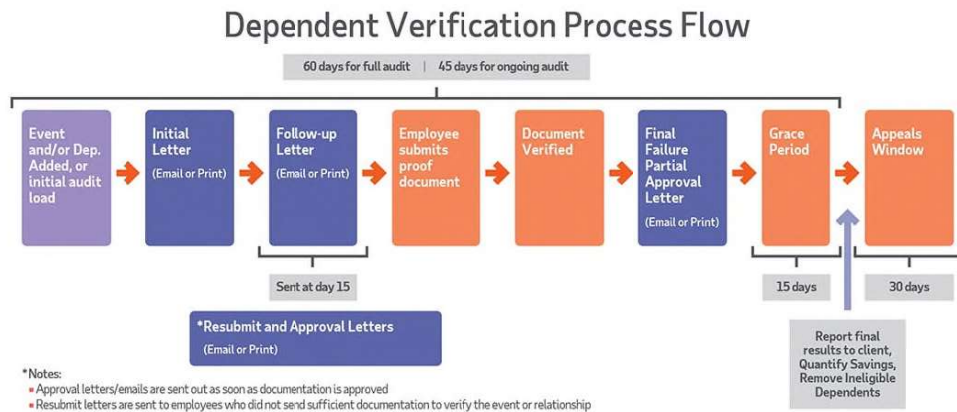 Dependent Verification Process Flow
60 days for full audit | 45 days for ongoing audit
Event
and/or Dep.
Added, or
initial audit
load
Initial
Letter
(Email or Print)
Follow-up
Letter
(Email or Print)
Employee
submits
proof
document
Document
Verified
Final
Failure
Partial
Approval
Letter
(Email or Print)
Grace
Period
Appeals
Window
Sent at day 15
15 days
30 days
*Resubmit and Approval Letters
(Email or Print)
Report final
results to client,
Quantify Savings,
Remove Ineligible
Dependents
*Notes:
Approval letters/emails are sent out as soon as documentation is approved
Resubmit letters are sent to employees who did not send sufficient documentation to verify the event or relationship